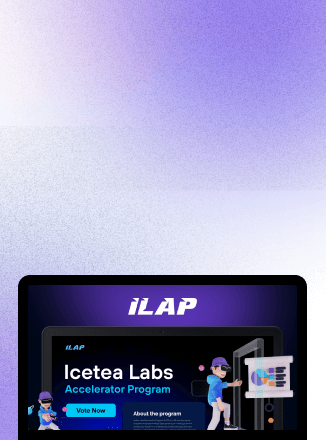 iLAP
iLAP
Icetea Labs
Accelerator Program
Vote Now
About the program